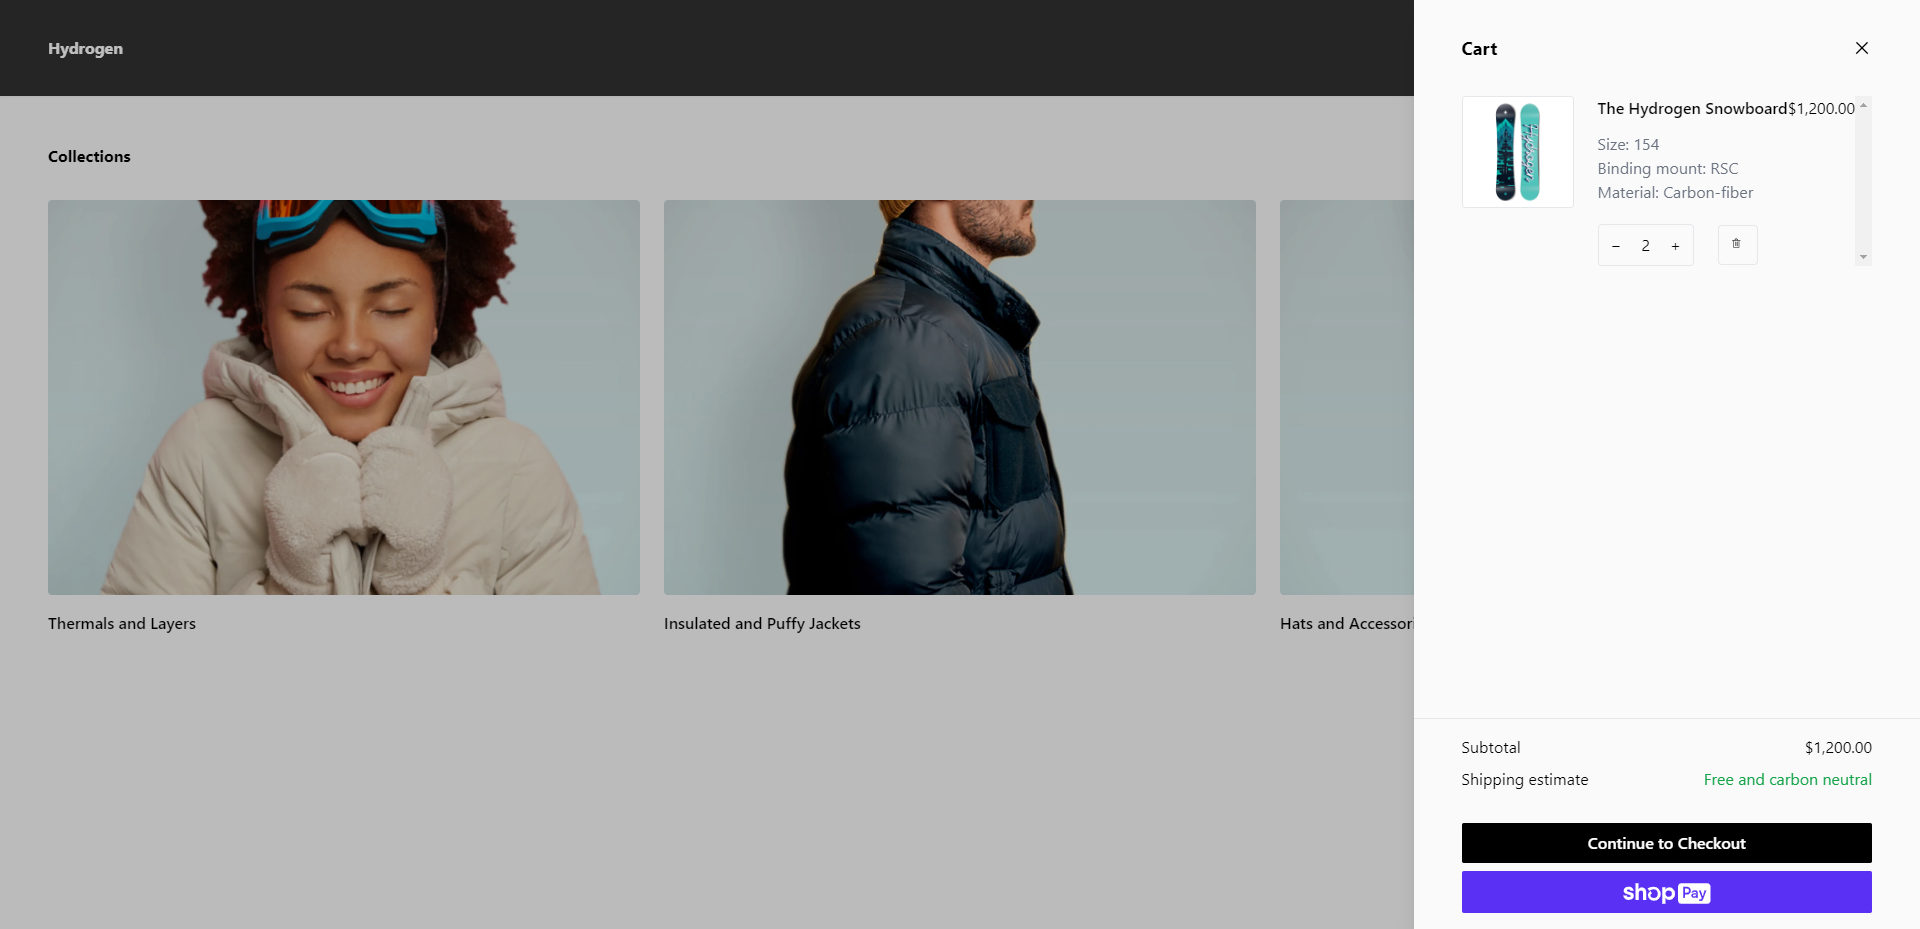 Hydrogen
Collections
Thermals and Layers
Insulated and Puffy Jackets
Hats and Accessori
Cart
The Hydrogen Snowboard $1,200.00
Size: 154
Binding mount: RSC
Material: Carbon-fiber
− 2 +
Hydrogen
Subtotal $1,200.00
Shipping estimate Free and carbon neutral
Continue to Checkout
shop Pay